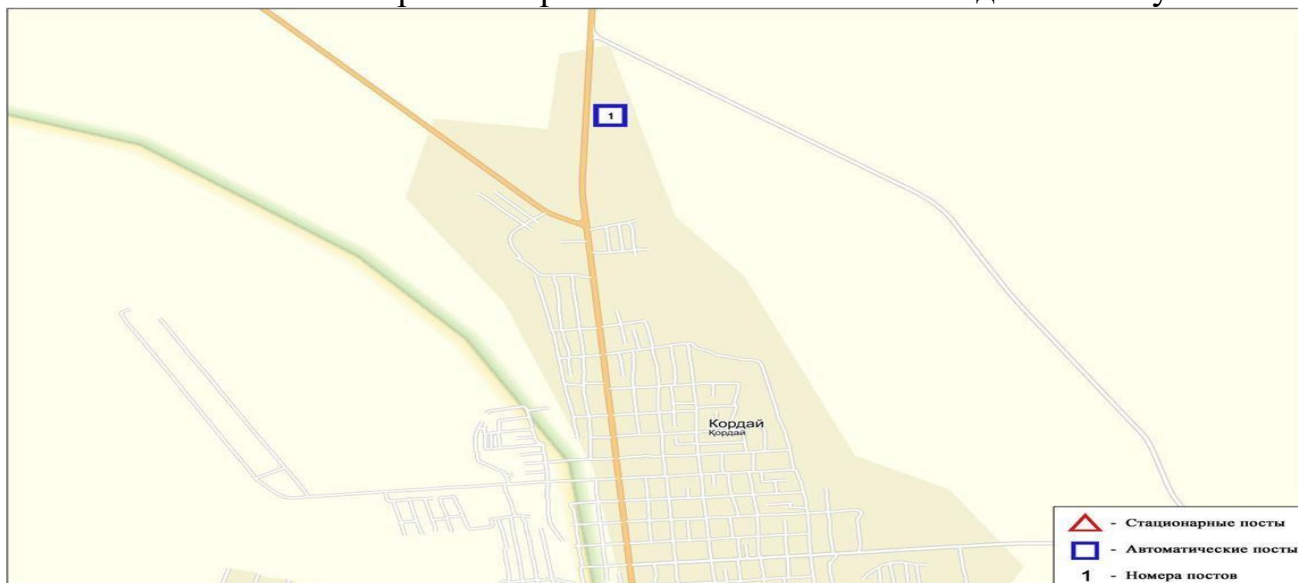 1
Кордай
Қордай
- Стационарные посты
- Автоматические посты
1 - Номера постов